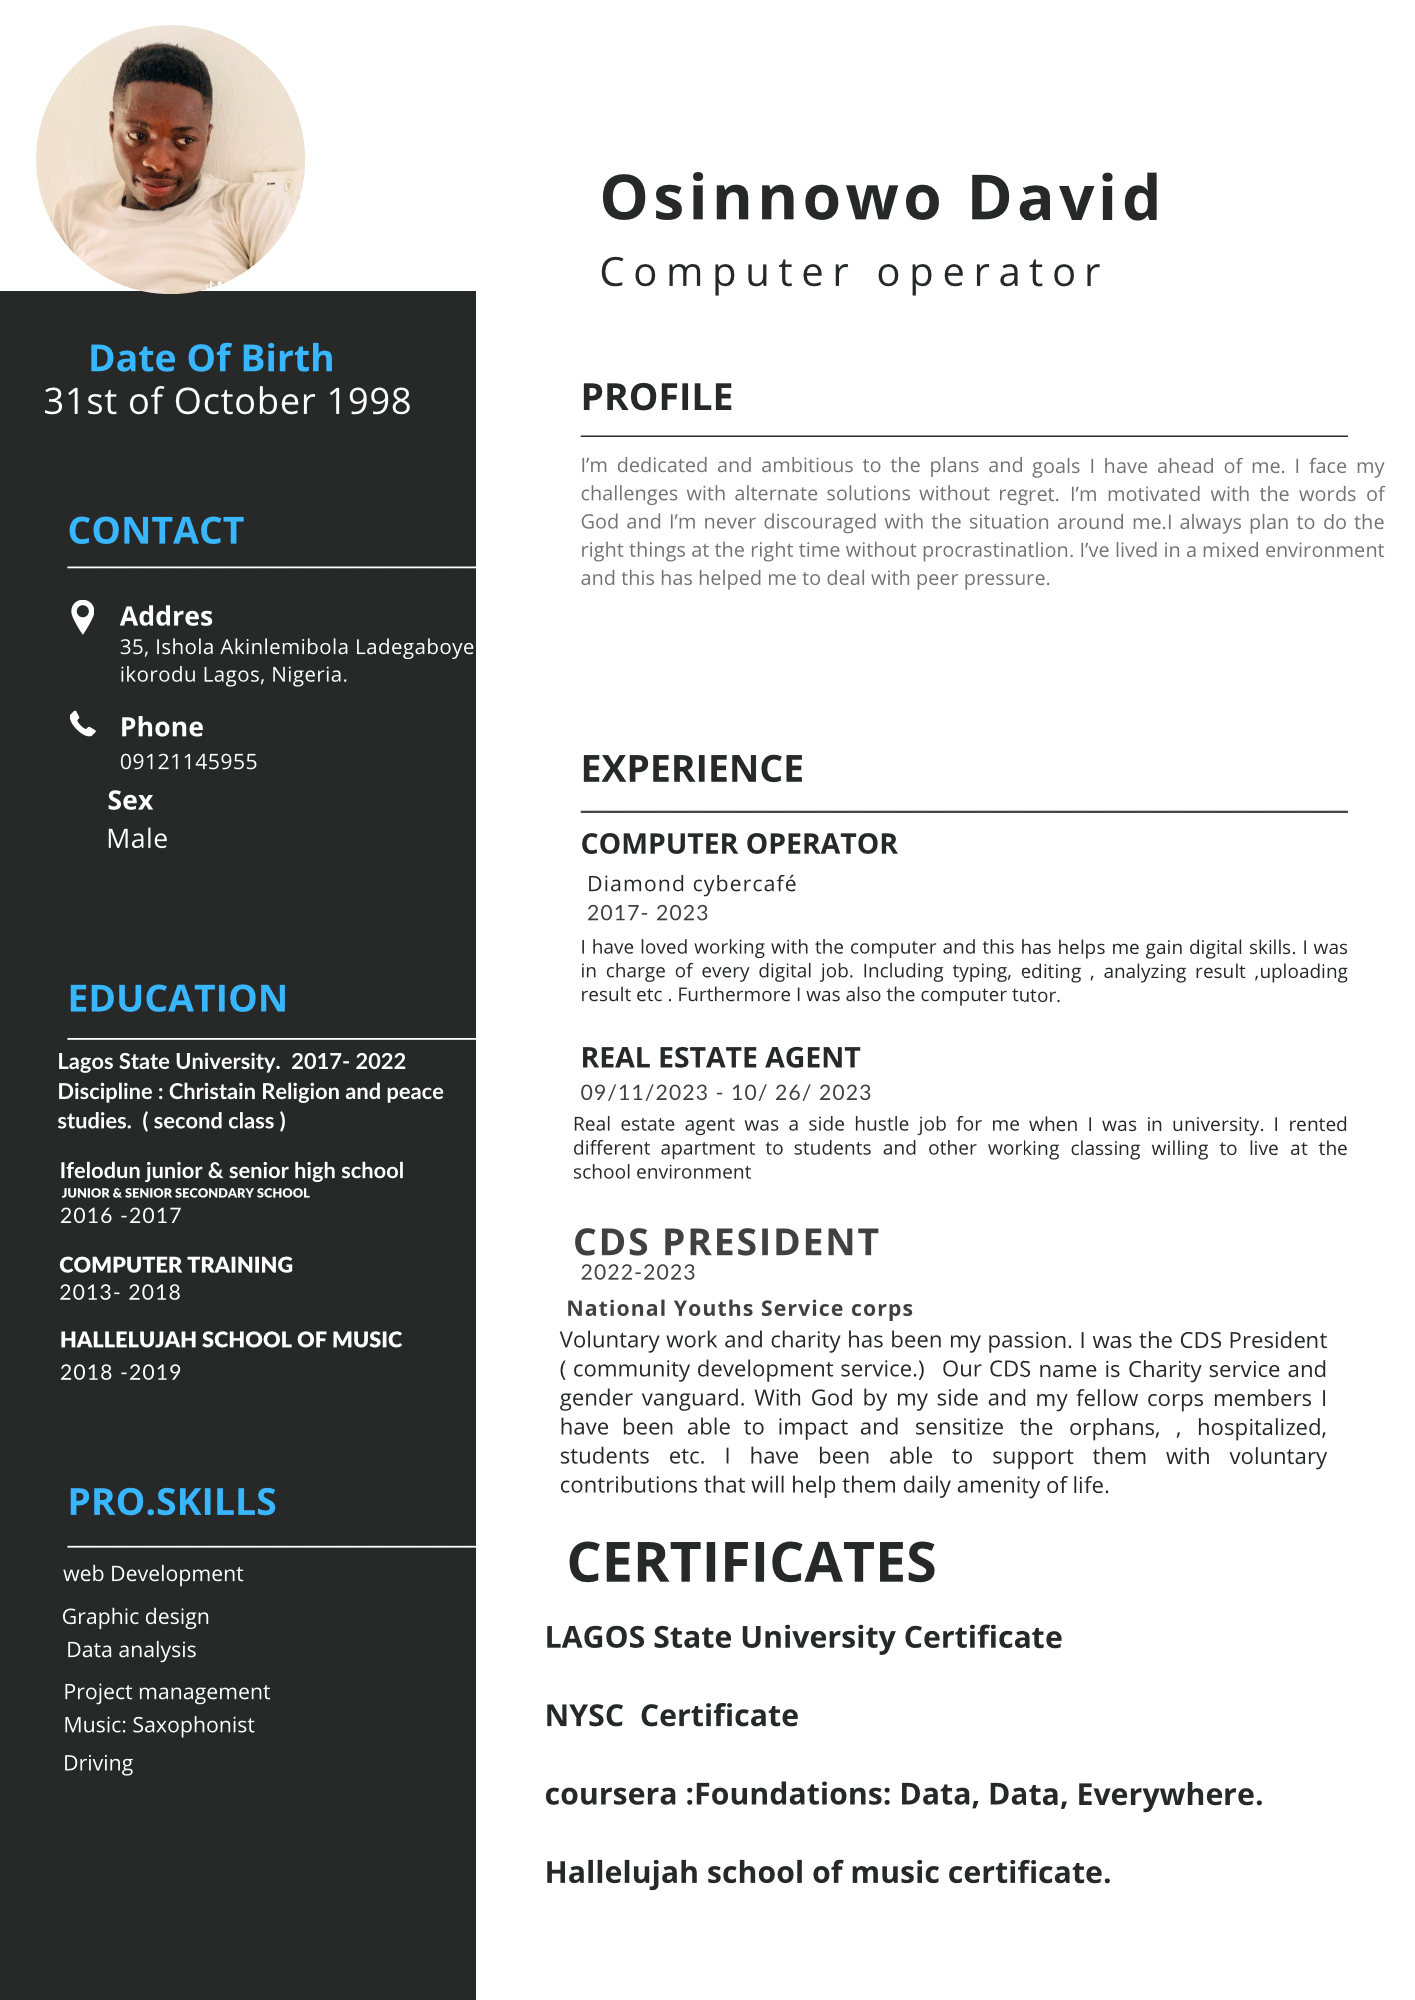 Osinnowo David
Computer operator
Date Of Birth
31st of October 1998
CONTACT
Addres
35, Ishola Akinlemibola Ladegaboye
ikorodu Lagos, Nigeria.
Phone
09121145955
Sex
Male
EDUCATION
Lagos State University.  2017- 2022
Discipline : Christain Religion and peace
studies.  ( second class )
Ifelodun junior & senior high school
JUNIOR & SENIOR SECONDARY SCHOOL
2016 -2017
COMPUTER TRAINING
2013- 2018
HALLELUJAH SCHOOL OF MUSIC
2018 -2019
PRO.SKILLS
web Development
Graphic design
Data analysis
Project management
Music: Saxophonist
Driving
PROFILE
I’m dedicated and ambitious to the plans and goals I have ahead of me. I face my
challenges with alternate solutions without regret. I’m motivated with the words of
God and I’m never discouraged with the situation around me.I always plan to do the
right things at the right time without procrastinatlion. I’ve lived in a mixed environment
and this has helped me to deal with peer pressure.
EXPERIENCE
COMPUTER OPERATOR
Diamond cybercafé
2017- 2023
I have loved working with the computer and this has helps me gain digital skills. I was
in charge of every digital job. Including typing, editing , analyzing result ,uploading
result etc . Furthermore I was also the computer tutor.
REAL ESTATE AGENT
09/11/2023 - 10/ 26/ 2023
Real estate agent was a side hustle job for me when I was in university. I rented
different apartment to students and other working classing willing to live at the
school environment
CDS PRESIDENT
2022-2023
National Youths Service corps
Voluntary work and charity has been my passion. I was the CDS President
( community development service.)  Our CDS name is Charity service and
gender vanguard. With God by my side and my fellow corps members I
have been able to impact and sensitize the orphans, , hospitalized,
students etc. I have been able to support them with voluntary
contributions that will help them daily amenity of life.
CERTIFICATES
LAGOS State University Certificate
NYSC  Certificate
coursera :Foundations: Data, Data, Everywhere.
Hallelujah school of music certificate.